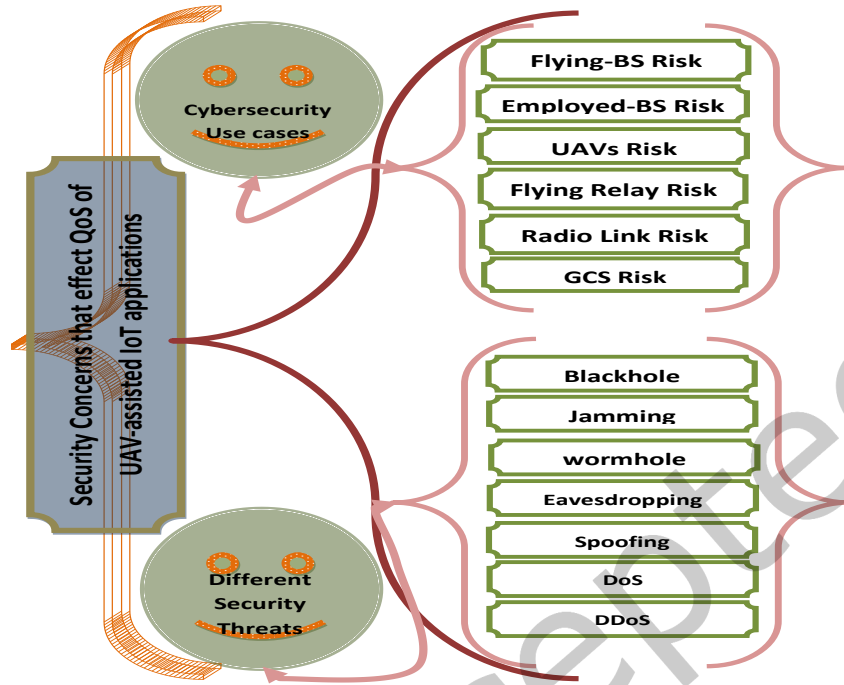 Security Concerns that effect QoS of
UAV-assisted IoT applications
Cybersecurity
Use cases
Flying-BS Risk
Employed-BS Risk
UAVs Risk
Flying Relay Risk
Radio Link Risk
GCS Risk
Different
Security
Threats
Blackhole
Jamming
wormhole
Eavesdropping
Spoofing
DoS
DDoS